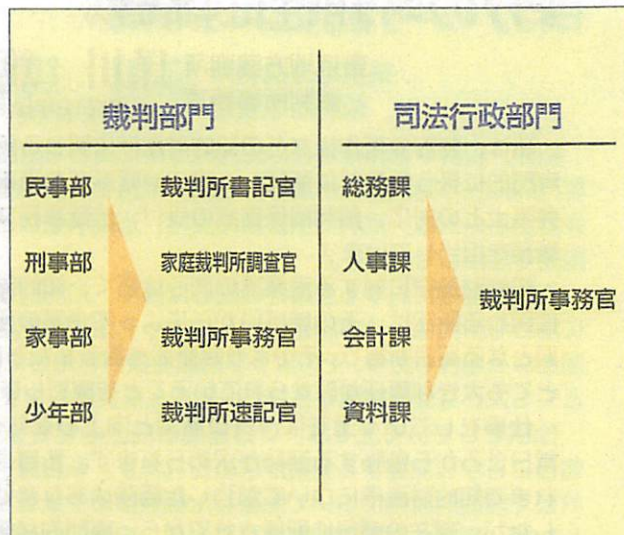 裁判部門 司法行政部門
民事部 裁判所書記官 総務課
刑事部 家庭裁判所調査官 人事課
裁判所事務官
家事部 裁判所事務官 会計課
少年部 裁判所速記官 資料課